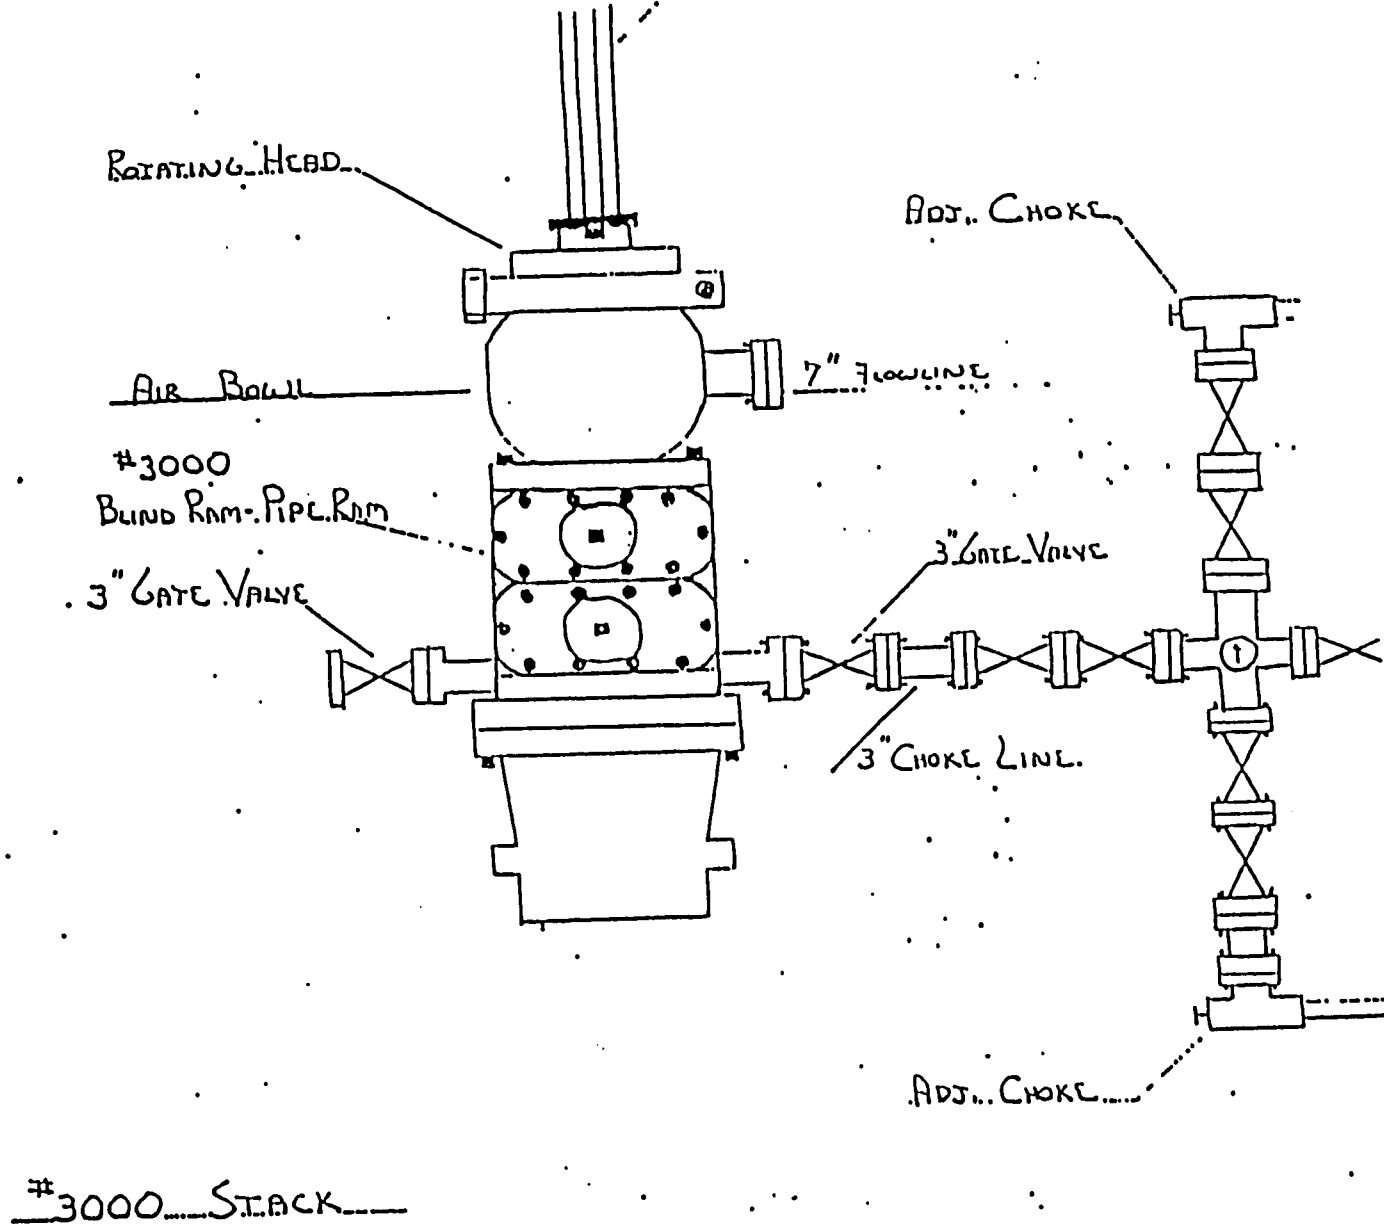 Rotating Head
Adj. Choke
Air Bowl
7" Flowline
#3000
Blind Ram-Pipe Ram
3" Gate Valve
3" Gate Valve
3" Choke Line
Adj. Choke
#3000 Stack